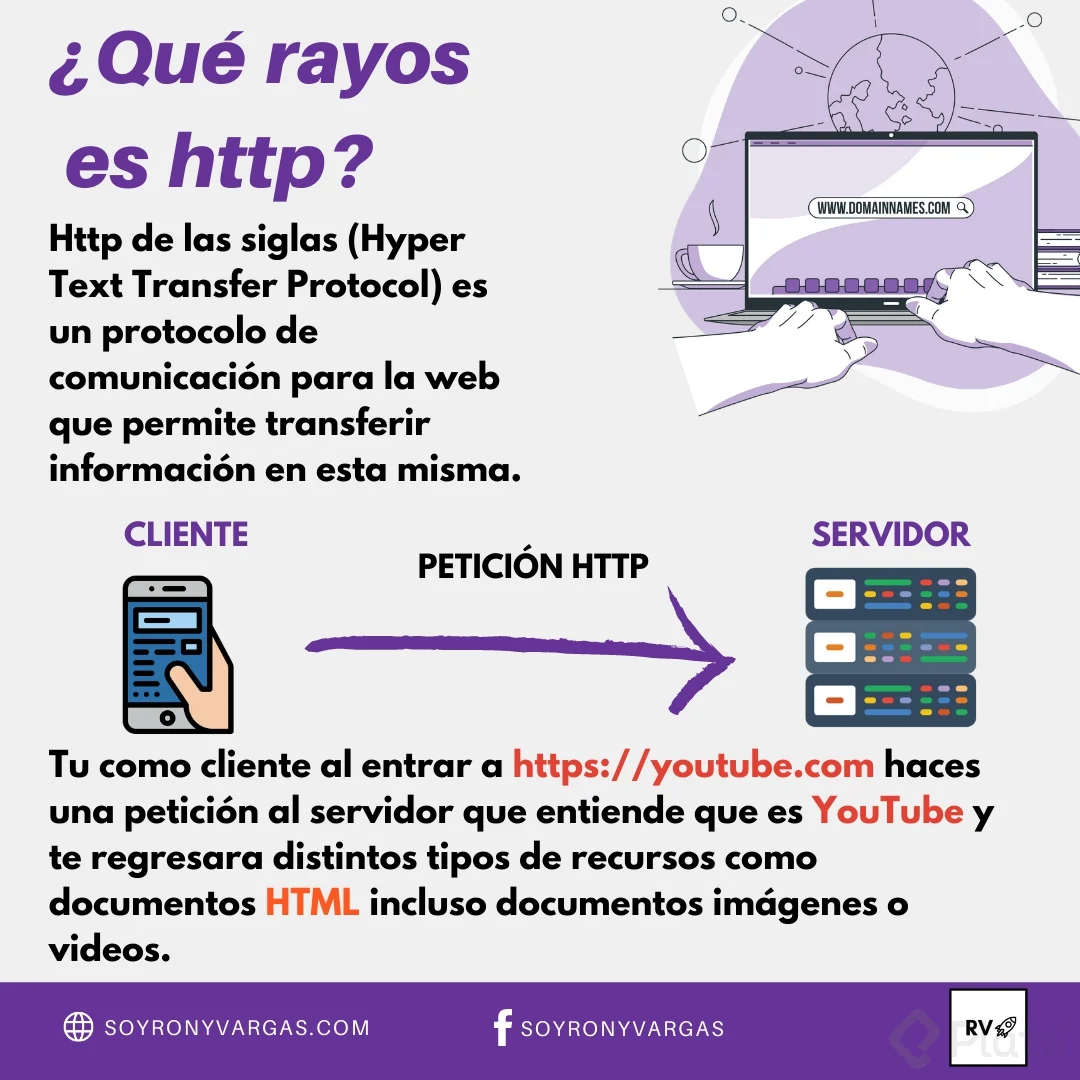 ¿Qué rayos
es http?
WWW.DOMAINNAMES.COM
Http de las siglas (Hyper
Text Transfer Protocol) es
un protocolo de
comunicación para la web
que permite transferir
información en esta misma.
CLIENTE
SERVIDOR
PETICIÓN HTTP
Tu como cliente al entrar a https://youtube.com haces
una petición al servidor que entiende que es YouTube y
te regresara distintos tipos de recursos como
documentos HTML incluso documentos imágenes o
videos.
SOYRONYVARGAS.COM
SOYRONYVARGAS
RV